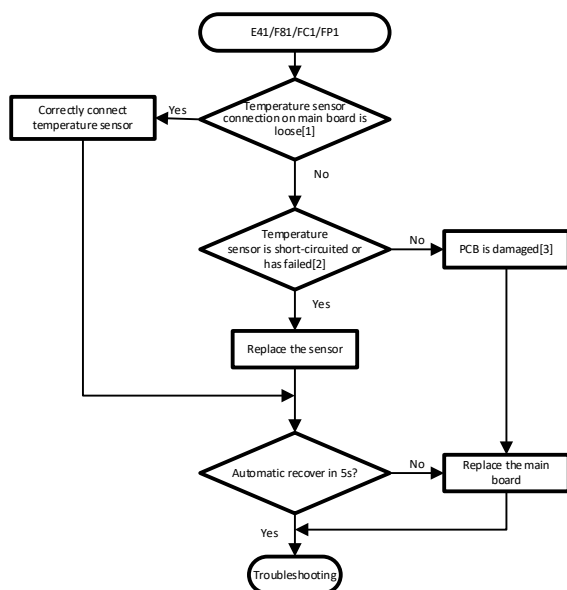 E41/F81/FC1/FP1
Correctly connect
temperature sensor
Yes
Temperature sensor
connection on main board is
loose[1]
No
Temperature
sensor is short-circuited or
has failed[2]
No
PCB is damaged[3]
Yes
Replace the sensor
Automatic recover in 5s?
No
Replace the main
board
Yes
Troubleshooting